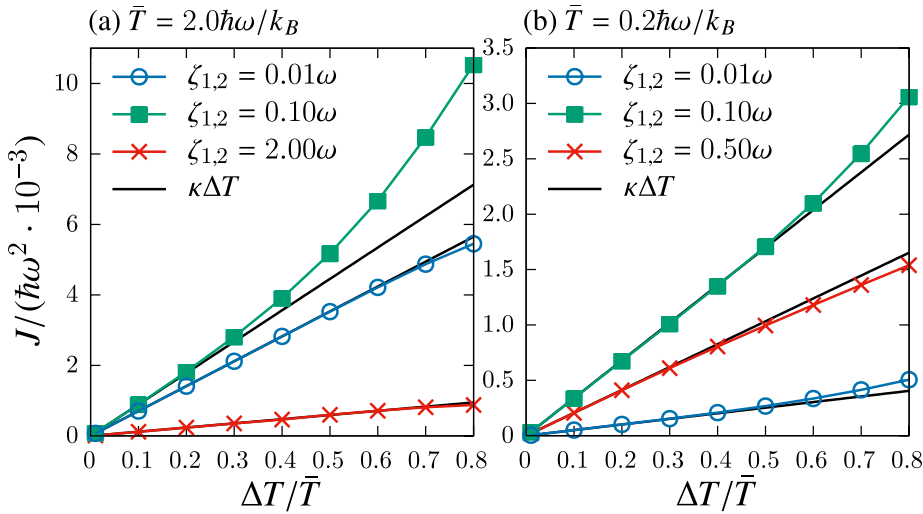 (a) T̄ = 2.0ℏω/k_B
J/(ℏω² · 10⁻³)
10
8
6
4
2
0
ζ₁,₂ = 0.01ω
ζ₁,₂ = 0.10ω
ζ₁,₂ = 2.00ω
κΔT
0 0.1 0.2 0.3 0.4 0.5 0.6 0.7 0.8
ΔT/T̄
(b) T̄ = 0.2ℏω/k_B
3.5
3.0
2.5
2.0
1.5
1.0
0.5
0
ζ₁,₂ = 0.01ω
ζ₁,₂ = 0.10ω
ζ₁,₂ = 0.50ω
κΔT
0 0.1 0.2 0.3 0.4 0.5 0.6 0.7 0.8
ΔT/T̄